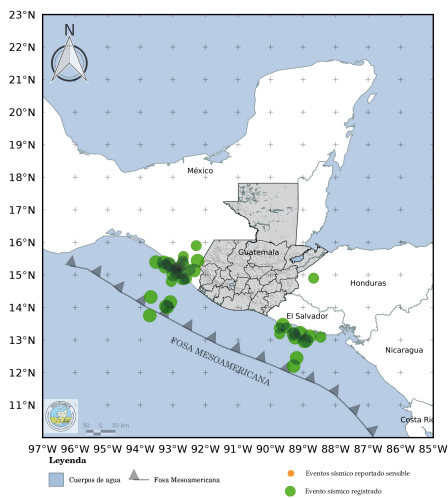 23°N
22°N
21°N
20°N
19°N
18°N
17°N
16°N
15°N
14°N
13°N
12°N
11°N
N
México
Guatemala
Honduras
El Salvador
Nicaragua
FOSA MESOAMERICANA
Costa Ric
50 0 50 km
97°W 96°W 95°W 94°W 93°W 92°W 91°W 90°W 89°W 88°W 87°W 86°W 85°W
Leyenda
Cuerpos de agua
Fosa Mesoamericana
Evento sísmico reportado sensible
Evento sísmico registrado